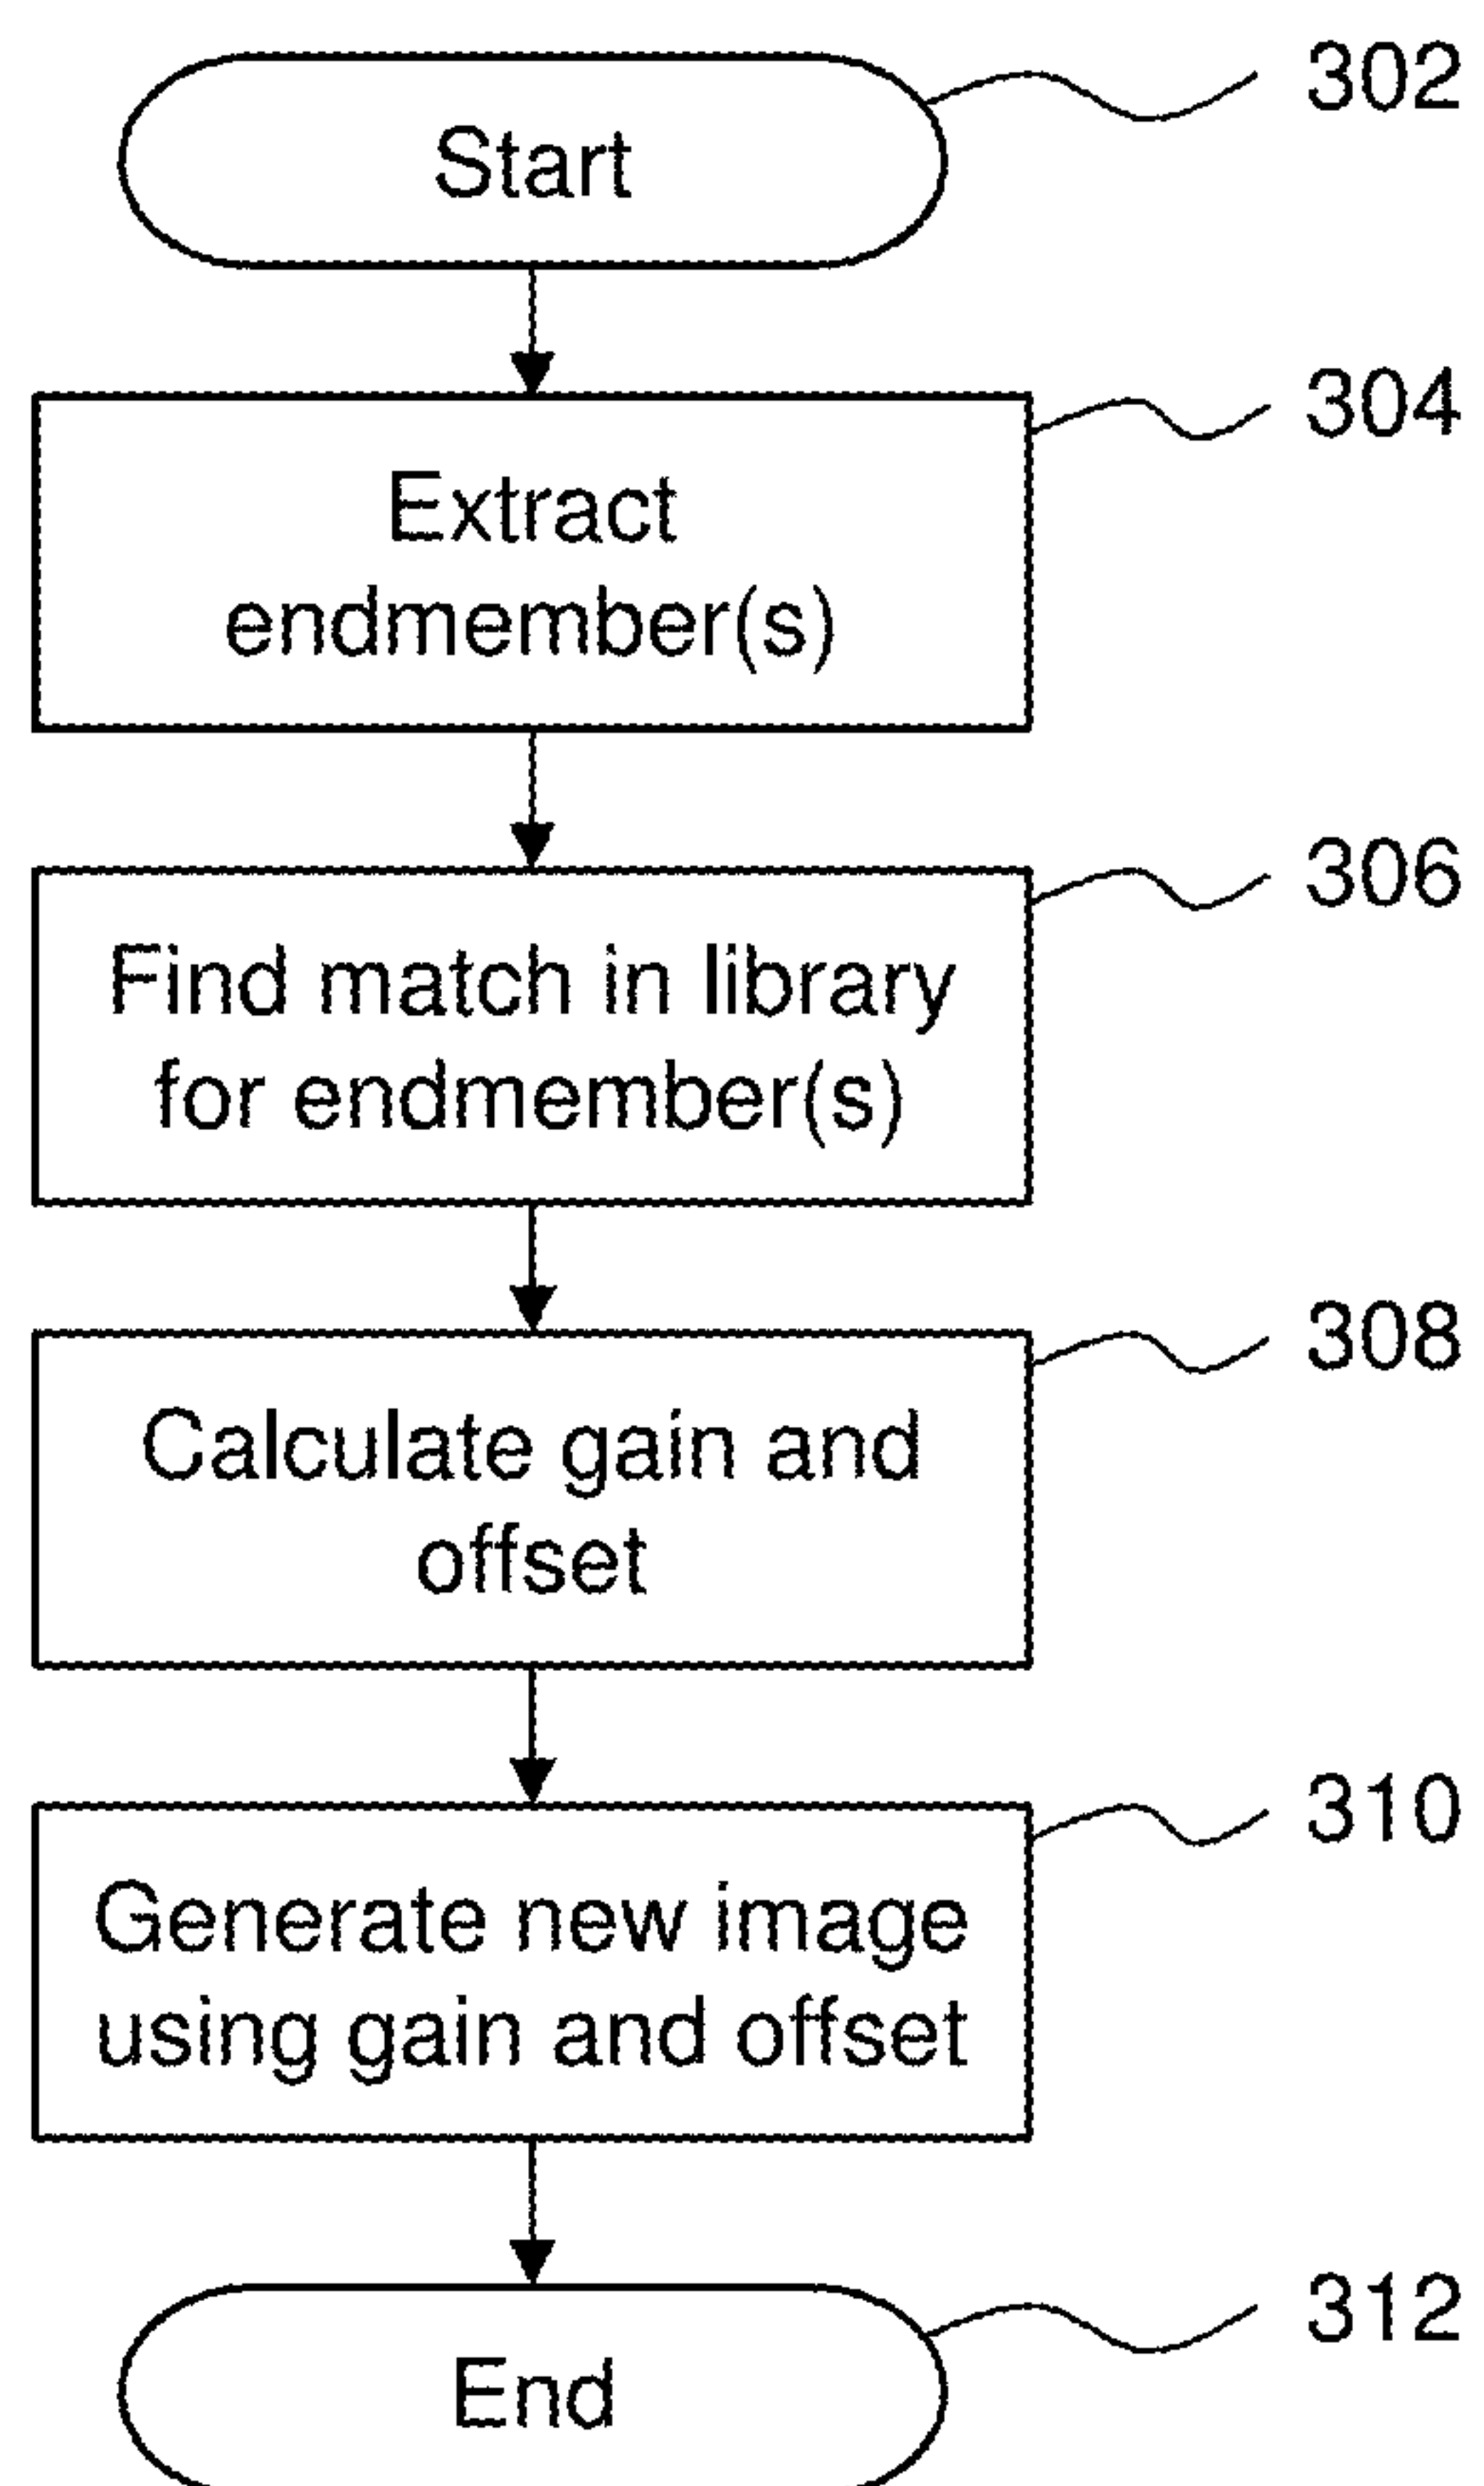 302
Start
304
Extract
endmember(s)
306
Find match in library
for endmember(s)
308
Calculate gain and
offset
310
Generate new image
using gain and offset
312
End